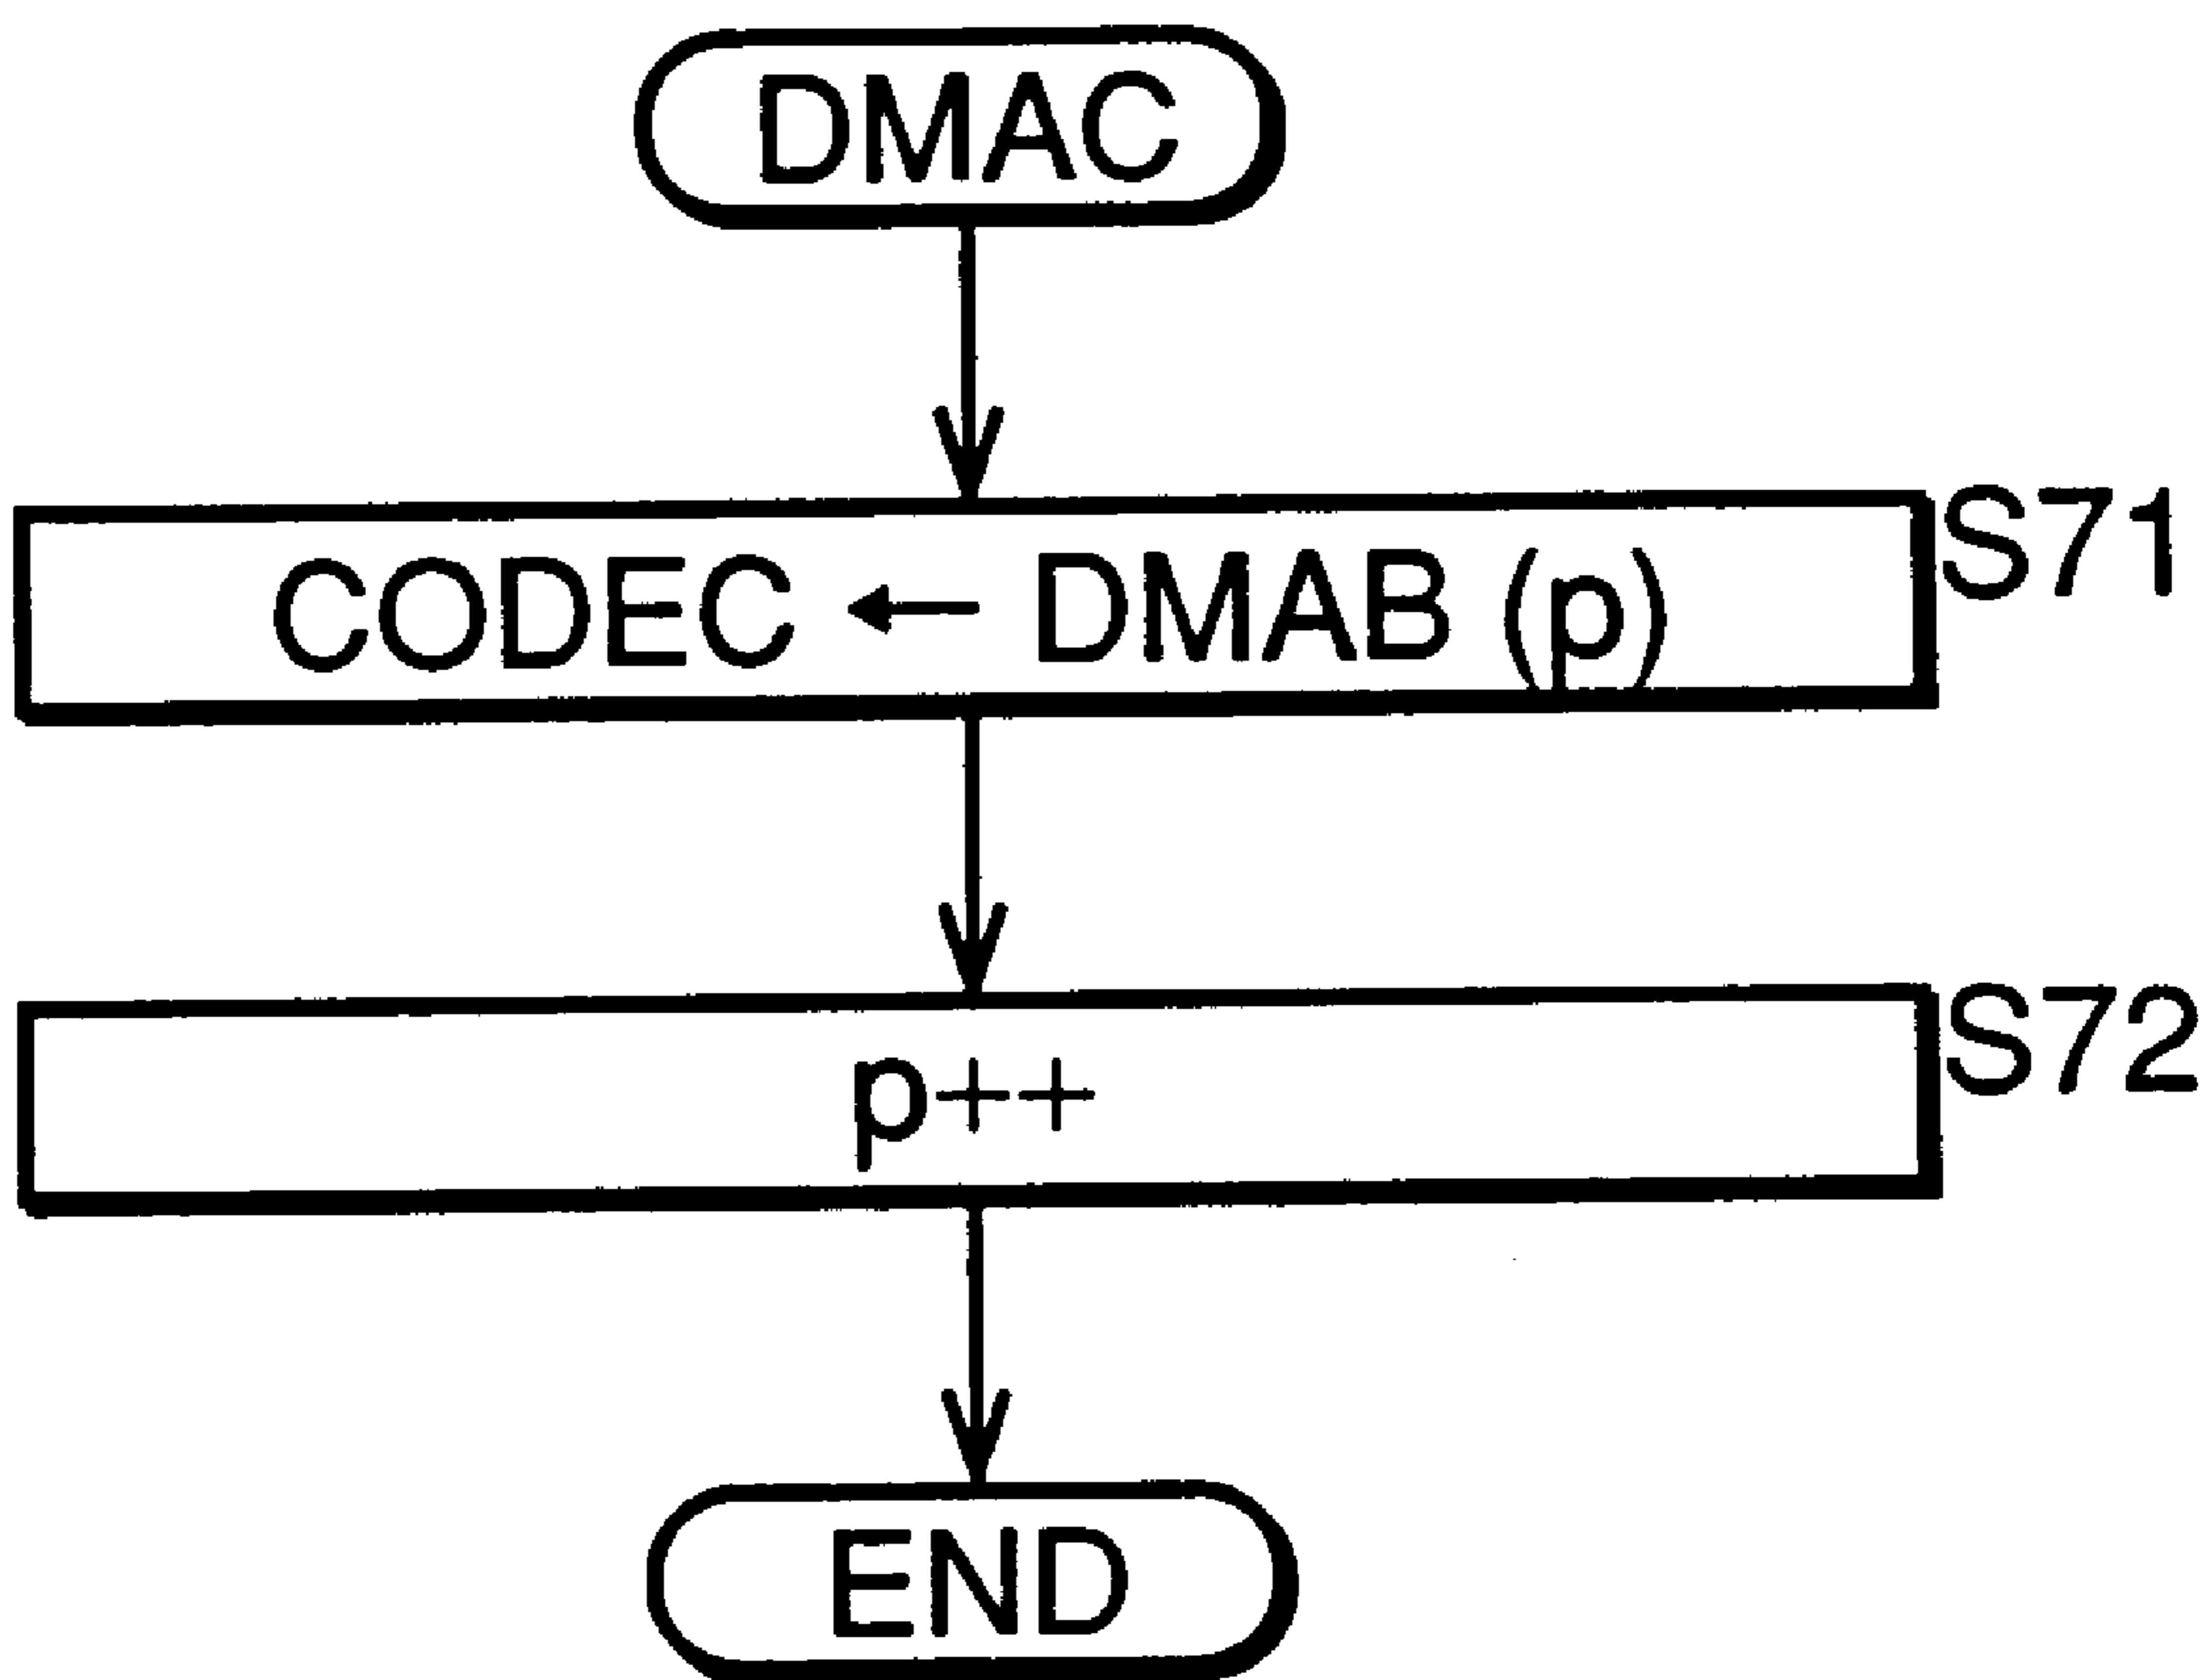 DMAC
CODEC ← DMAB (p)
S71
p++
S72
END